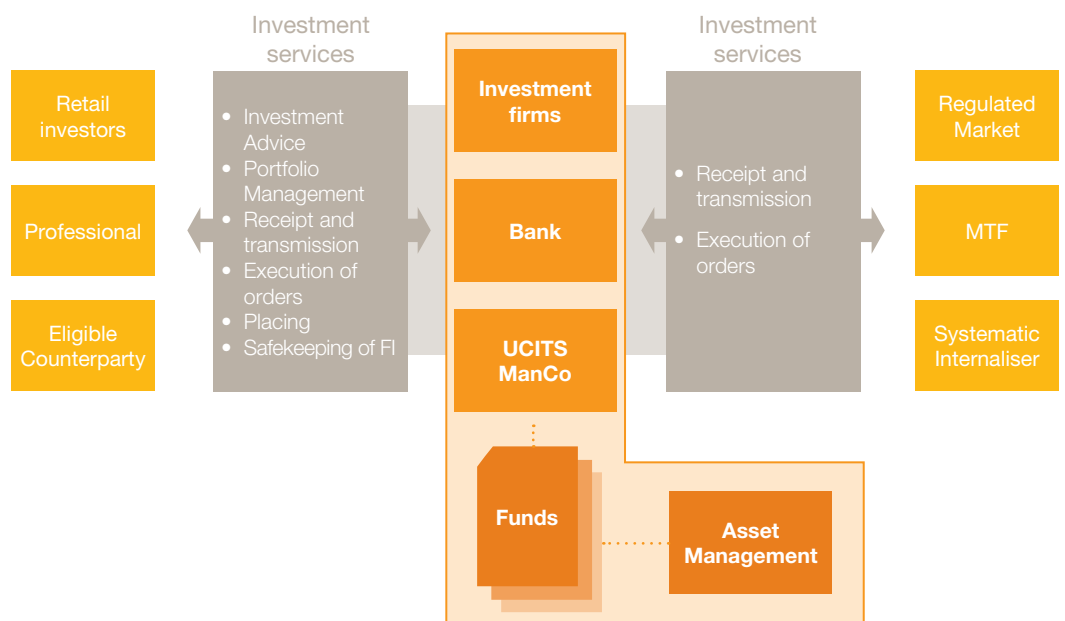 Investment
services
Retail
investors
Professional
Eligible
Counterparty
• Investment
Advice
• Portfolio
Management
• Receipt and
transmission
• Execution of
orders
• Placing
• Safekeeping of FI
Investment
firms
Bank
UCITS
ManCo
Funds
Asset
Management
Investment
services
• Receipt and
transmission
• Execution of
orders
Regulated
Market
MTF
Systematic
Internaliser